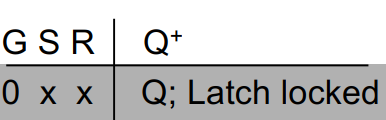 G S R Q⁺
0 x x Q; Latch locked